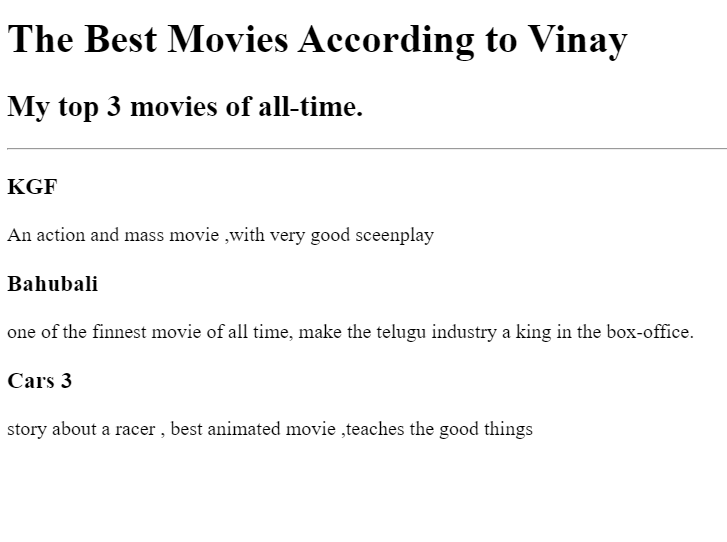 The Best Movies According to Vinay
My top 3 movies of all-time.
KGF
An action and mass movie ,with very good sceenplay
Bahubali
one of the finnest movie of all time, make the telugu industry a king in the box-office.
Cars 3
story about a racer , best animated movie ,teaches the good things